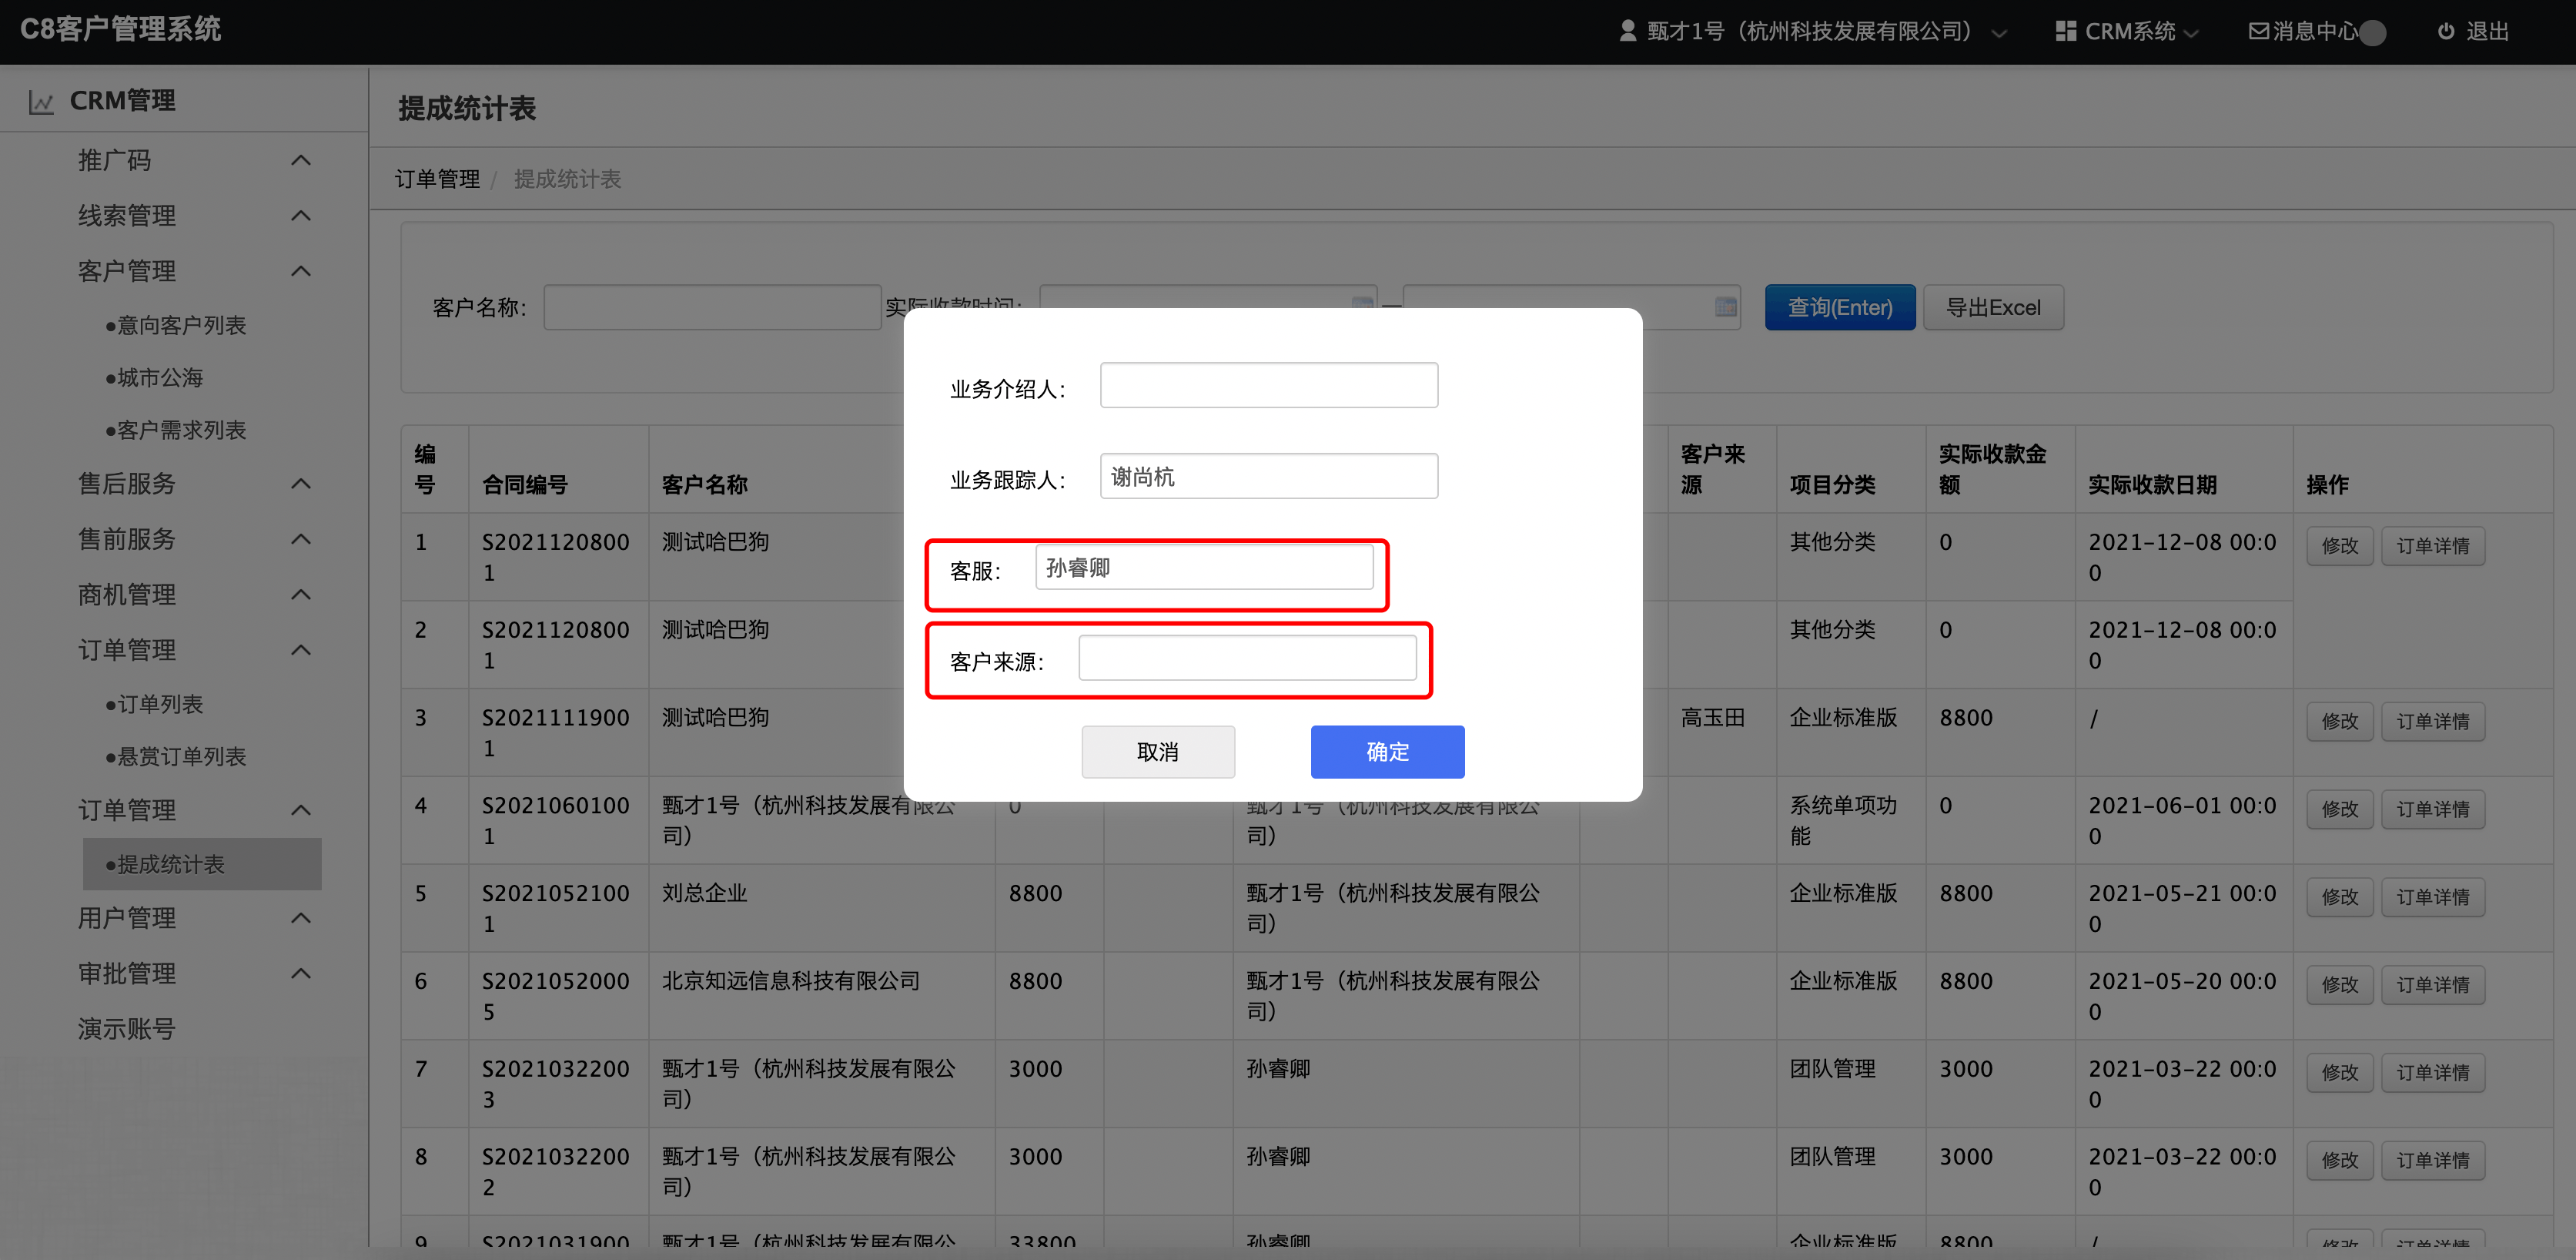 C8客户管理系统
甄才1号（杭州科技发展有限公司）
CRM系统
消息中心
退出
CRM管理
推广码
线索管理
客户管理
●意向客户列表
●城市公海
●客户需求列表
售后服务
售前服务
商机管理
订单管理
●订单列表
●悬赏订单列表
订单管理
●提成统计表
用户管理
审批管理
演示账号
提成统计表
订单管理 / 提成统计表
客户名称：
实际收款时间：
—
查询(Enter)
导出Excel
编号 合同编号 客户名称 客户来源 项目分类 实际收款金额 实际收款日期 操作
1 S20211208001 测试哈巴狗 其他分类 0 2021-12-08 00:00 修改 订单详情
2 S20211208001 测试哈巴狗 其他分类 0 2021-12-08 00:00
3 S20211119001 测试哈巴狗 高玉田 企业标准版 8800 / 修改 订单详情
4 S20210601001 甄才1号（杭州科技发展有限公司） 0 甄才1号（杭州科技发展有限公司） 系统单项功能 0 2021-06-01 00:00 修改 订单详情
5 S20210521001 刘总企业 8800 甄才1号（杭州科技发展有限公司） 企业标准版 8800 2021-05-21 00:00 修改 订单详情
6 S20210520005 北京知远信息科技有限公司 8800 甄才1号（杭州科技发展有限公司） 企业标准版 8800 2021-05-20 00:00 修改 订单详情
7 S20210322003 甄才1号（杭州科技发展有限公司） 3000 孙睿卿 团队管理 3000 2021-03-22 00:00 修改 订单详情
8 S20210322002 甄才1号（杭州科技发展有限公司） 3000 孙睿卿 团队管理 3000 2021-03-22 00:00 修改 订单详情
9 S2021031900 甄才1号（杭州科技发展有限公 33800 孙睿卿 企业标准版 8800 / 修改 订单详情
业务介绍人：
业务跟踪人： 谢尚杭
客服： 孙睿卿
客户来源：
取消
确定